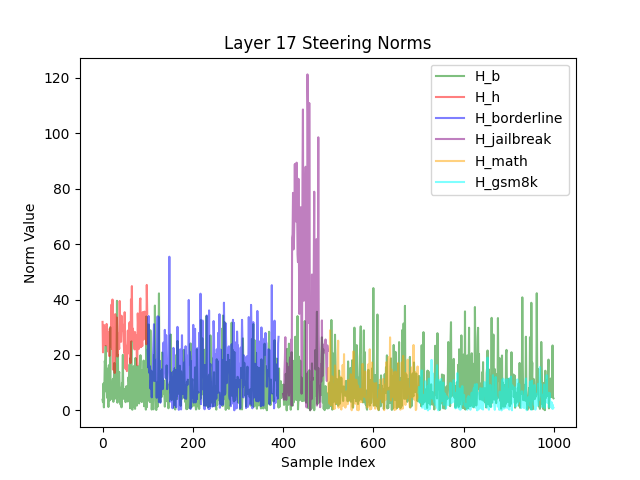 Layer 17 Steering Norms
H_b
H_h
H_borderline
H_jailbreak
H_math
H_gsm8k
Norm Value
120
100
80
60
40
20
0
0
200
400
600
800
1000
Sample Index